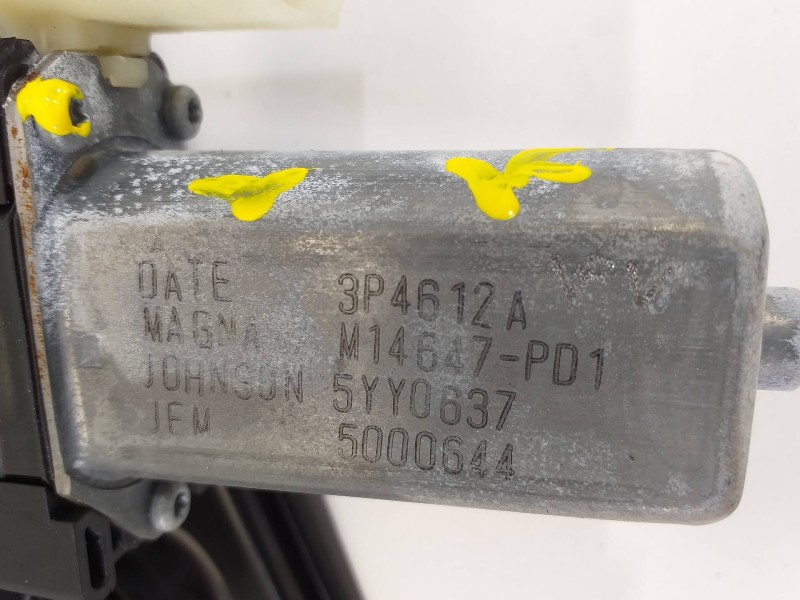 DATE 3P4612A
MAGNA M14647-PD1
JOHNSON 5YY0637
JEM 5000644